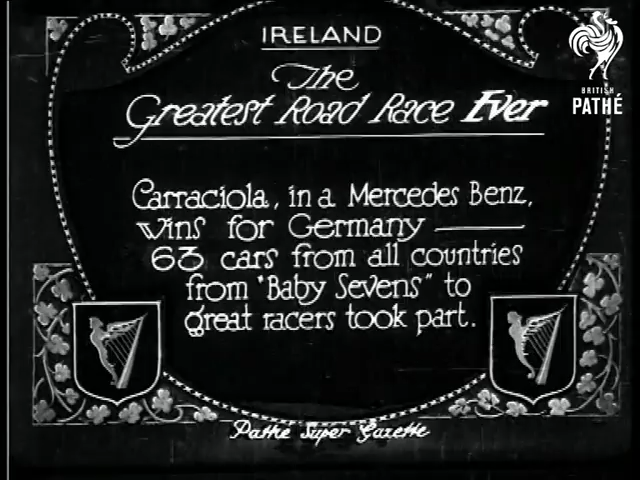 IRELAND
The
Greatest Road Race Ever
BRITISH
PATHÉ
Carraciola, in a Mercedes Benz,
wins for Germany —
63 cars from all countries
from "Baby Sevens" to
great racers took part.
Pathe Super Gazette